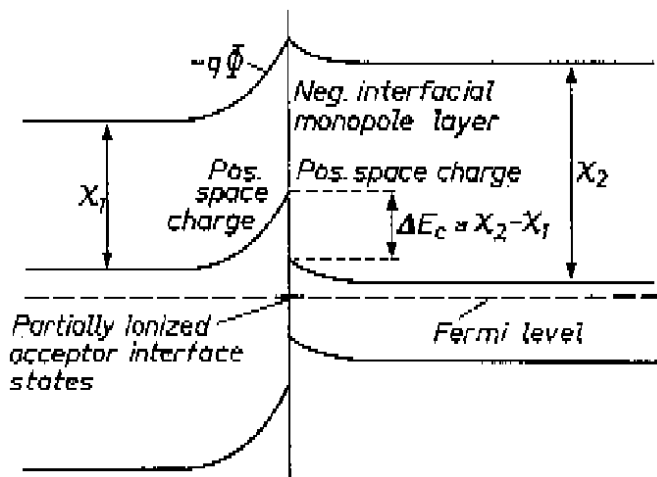 -qΦ
Neg. interfacial
monopole layer
χ₁
Pos.
space
charge
Pos. space charge
χ₂
ΔE_c = χ₂-χ₁
Partially ionized
acceptor interface
states
Fermi level